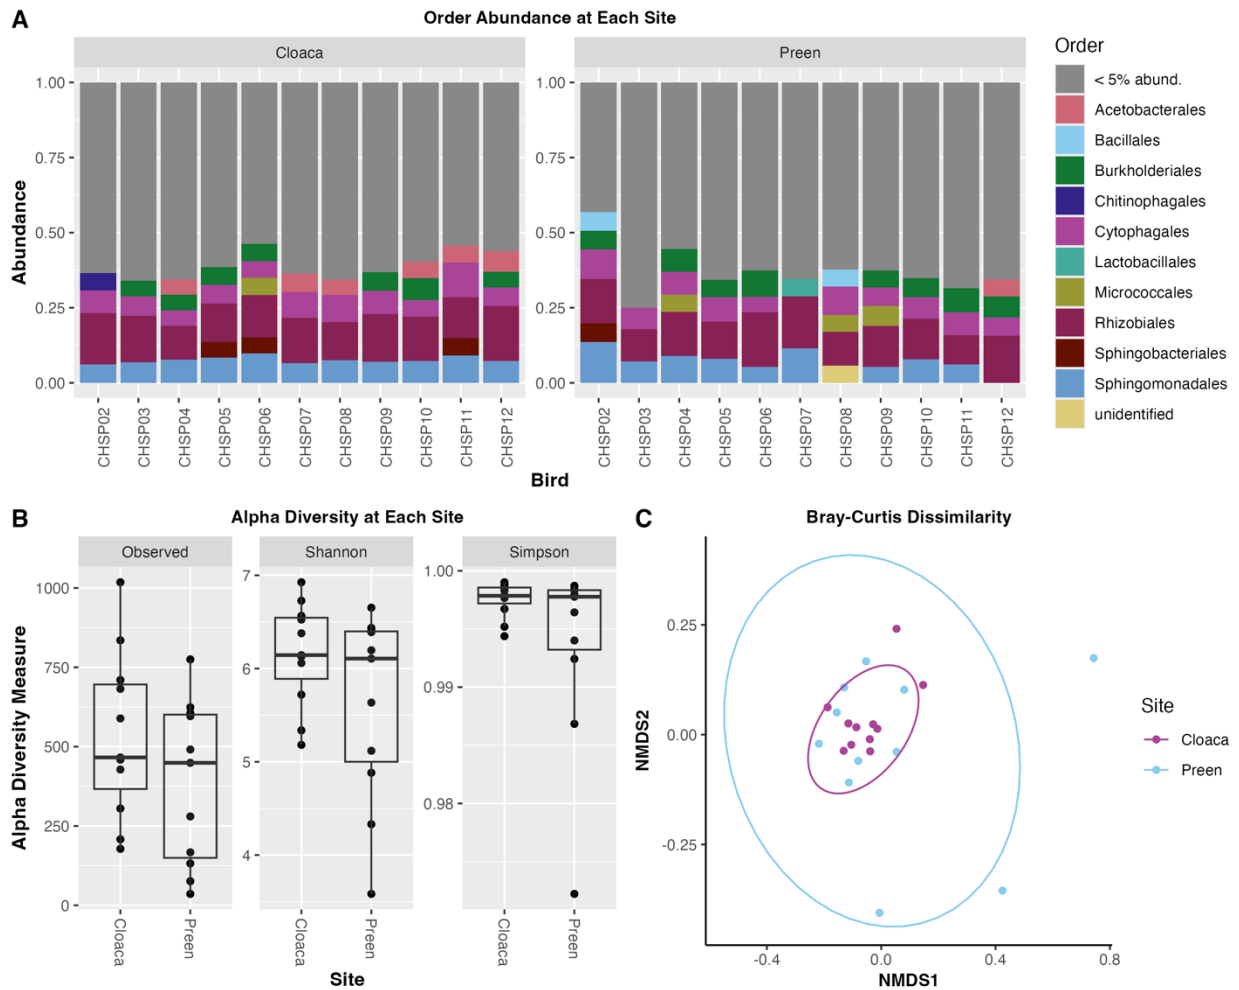 A
Order Abundance at Each Site
Cloaca
Preen
Abundance
1.00
0.75
0.50
0.25
0.00
1.00
0.75
0.50
0.25
0.00
CHSP02
CHSP03
CHSP04
CHSP05
CHSP06
CHSP07
CHSP08
CHSP09
CHSP10
CHSP11
CHSP12
CHSP02
CHSP03
CHSP04
CHSP05
CHSP06
CHSP07
CHSP08
CHSP09
CHSP10
CHSP11
CHSP12
Bird
Order
< 5% abund.
Acetobacterales
Bacillales
Burkholderiales
Chitinophagales
Cytophagales
Lactobacillales
Micrococcales
Rhizobiales
Sphingobacteriales
Sphingomonadales
unidentified
B
Alpha Diversity at Each Site
Observed
Shannon
Simpson
Alpha Diversity Measure
1000
750
500
250
0
7
6
5
4
1.00
0.99
0.98
Cloaca
Preen
Cloaca
Preen
Cloaca
Preen
Site
C
Bray-Curtis Dissimilarity
NMDS2
0.25
0.00
-0.25
-0.4
0.0
0.4
0.8
NMDS1
Site
Cloaca
Preen